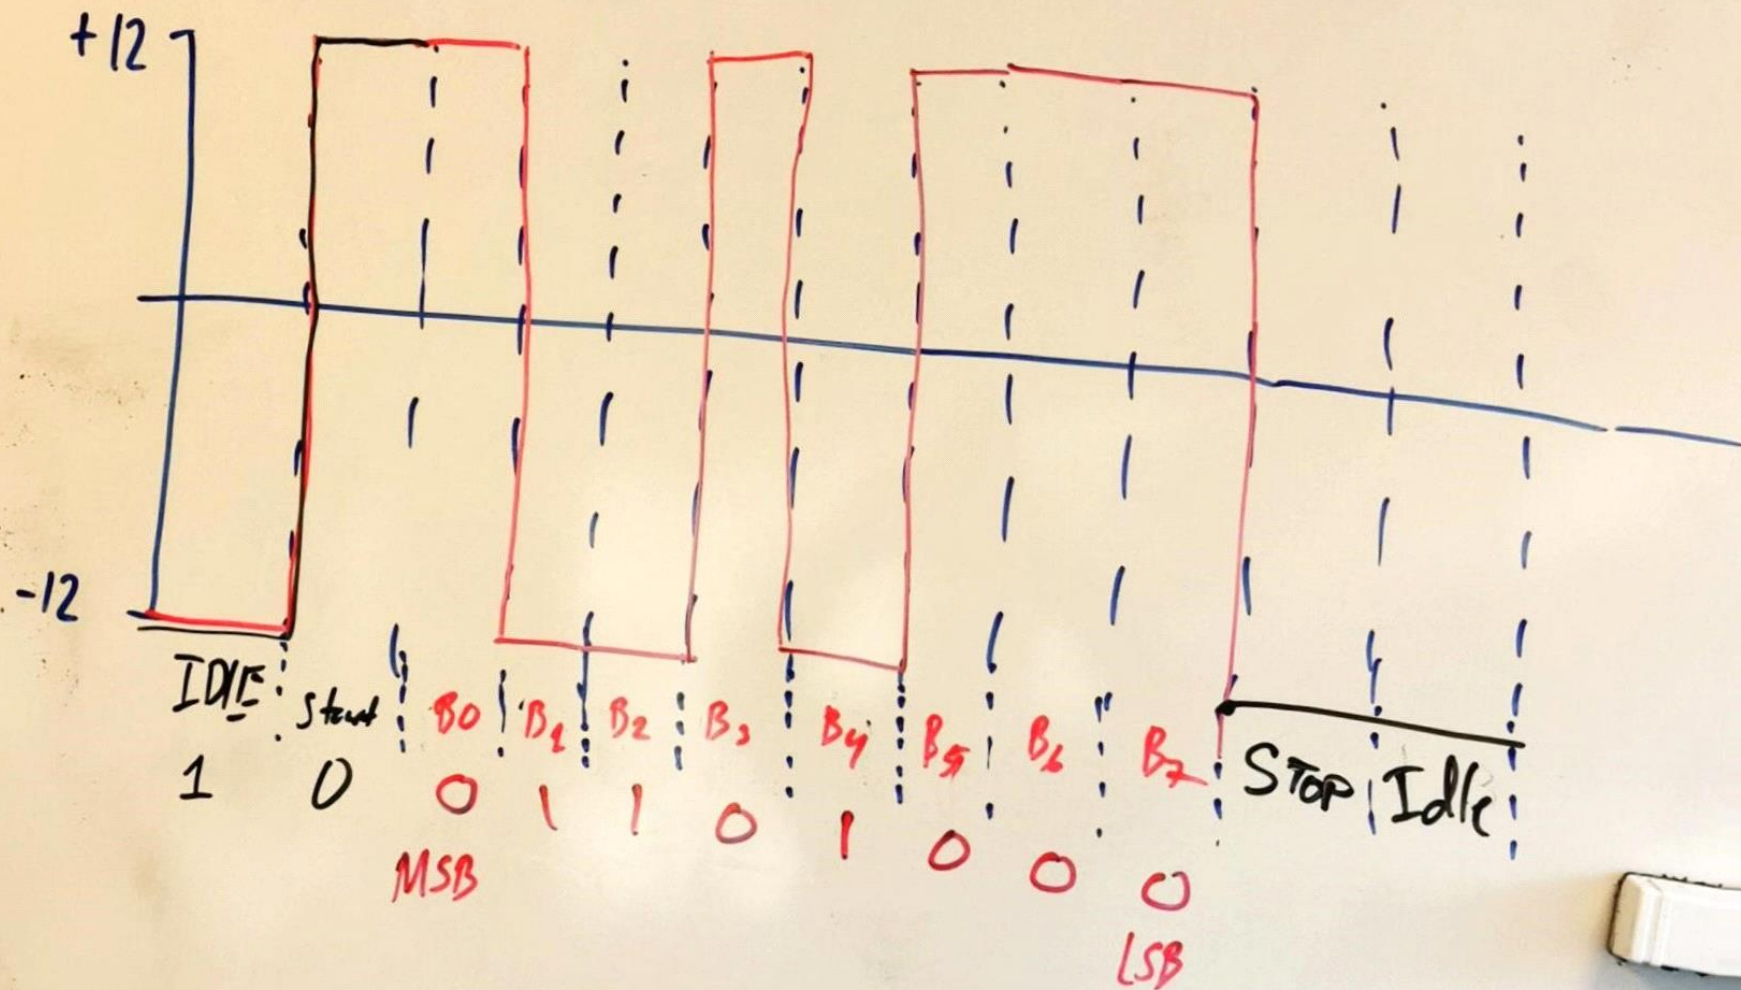 +12
-12
IDLE Start B0 B1 B2 B3 B4 B5 B6 B7 STOP Idle
1 0 0 1 1 0 1 0 0 0
MSB LSB